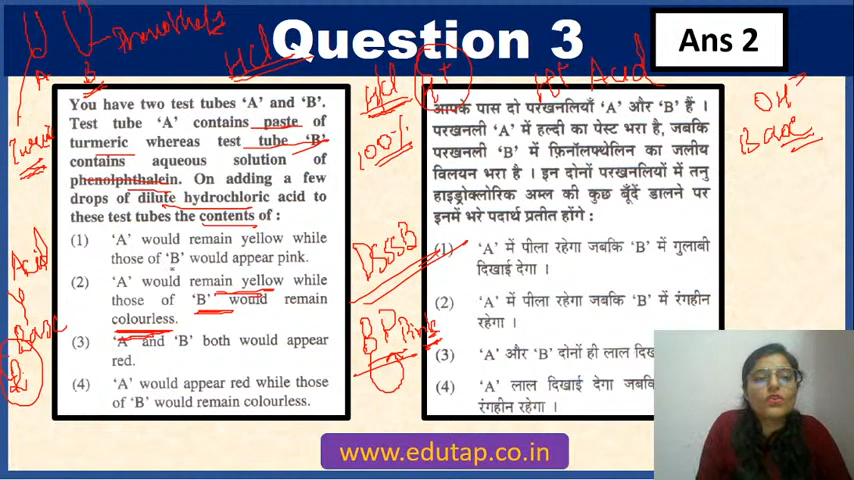 Question 3
Ans 2
A
B
HCl
HCl
H+
H+ Acid
OH-
Base
100%
You have two test tubes 'A' and 'B'.
Test tube 'A' contains paste of
turmeric whereas test tube 'B'
contains aqueous solution of
phenolphthalein. On adding a few
drops of dilute hydrochloric acid to
these test tubes the contents of :
(1) 'A' would remain yellow while
those of 'B' would appear pink.
(2) 'A' would remain yellow while
those of 'B' would remain
colourless.
(3) 'A' and 'B' both would appear
red.
(4) 'A' would appear red while those
of 'B' would remain colourless.
Acid
Base
DSSSB
B P Pink
आपके पास दो परखनलियाँ 'A' और 'B' हैं ।
परखनली 'A' में हल्दी का पेस्ट भरा है, जबकि
परखनली 'B' में फ़िनॉलफ्थेलिन का जलीय
विलयन भरा है । इन दोनों परखनलियों में तनु
हाइड्रोक्लोरिक अम्ल की कुछ बूँदें डालने पर
इनमें भरे पदार्थ प्रतीत होंगे :
(1) 'A' में पीला रहेगा जबकि 'B' में गुलाबी
दिखाई देगा ।
(2) 'A' में पीला रहेगा जबकि 'B' में रंगहीन
रहेगा ।
(3) 'A' और 'B' दोनों ही लाल
(4) 'A' लाल दिखाई देगा
रंगहीन रहेगा ।
www.edutap.co.in